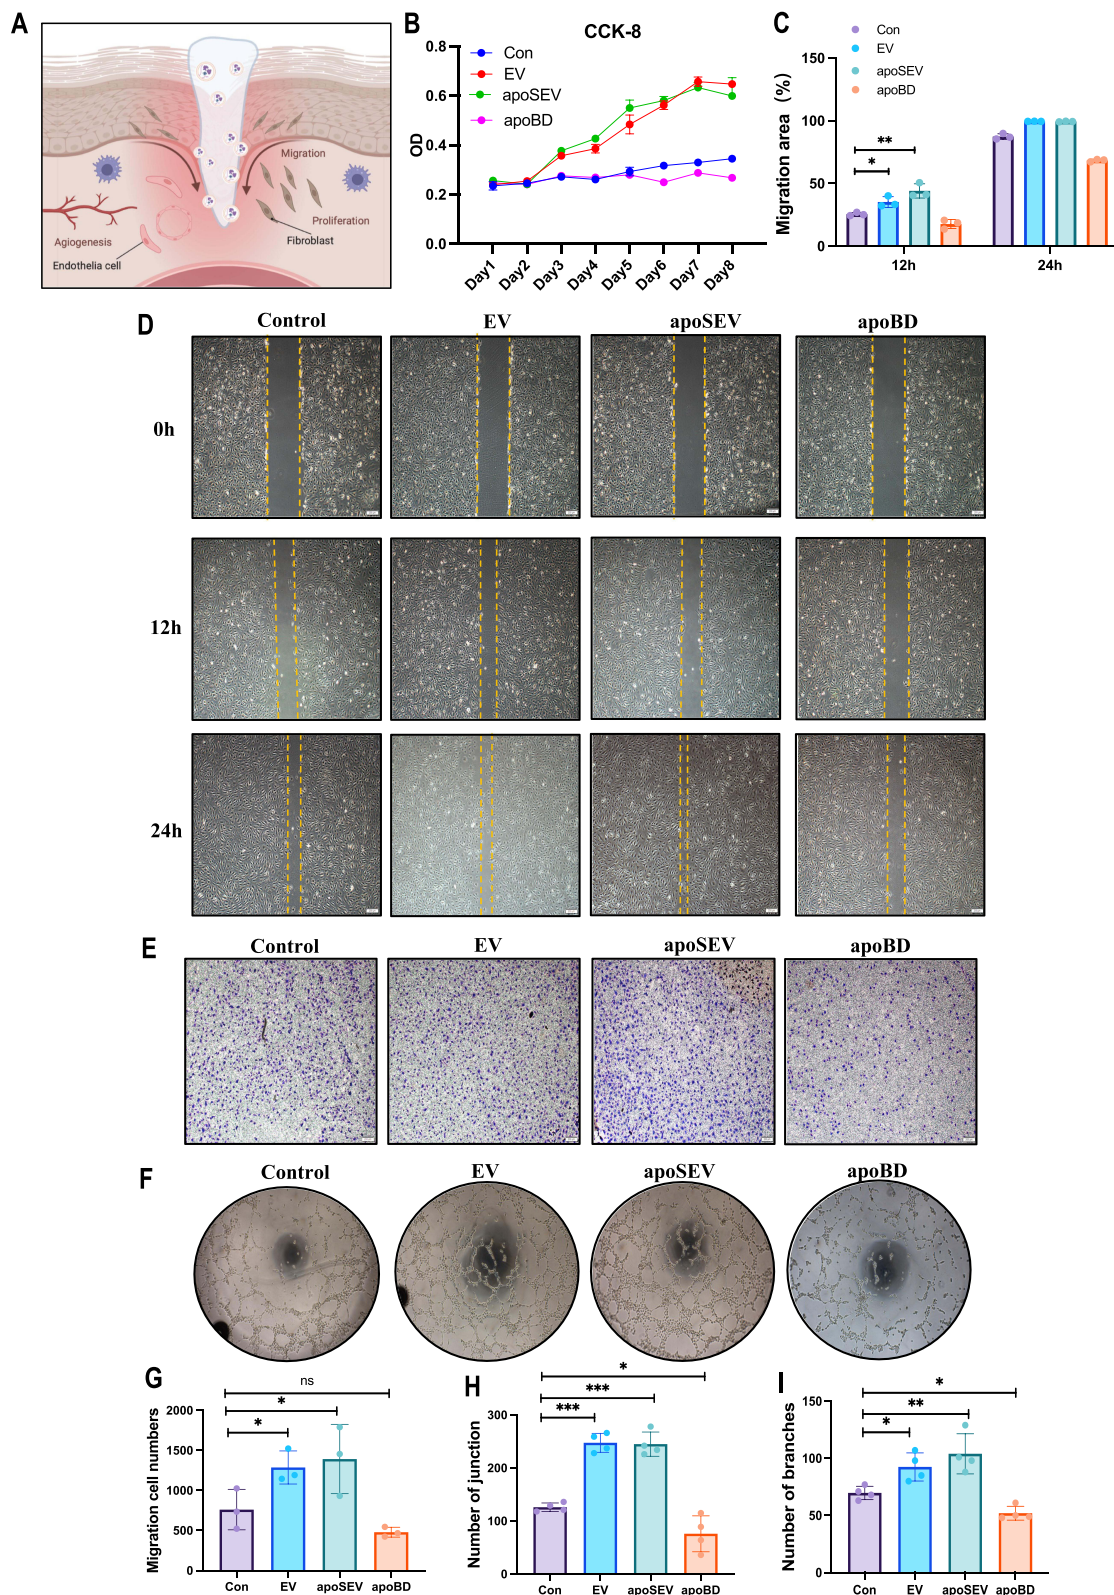 A
Migration
Proliferation
Fibroblast
Agiogenesis
Endothelia cell
B
CCK-8
OD
0.8
0.6
0.4
0.2
0.0
Con
EV
apoSEV
apoBD
Day1
Day2
Day3
Day4
Day5
Day6
Day7
Day8
C
Con
EV
apoSEV
apoBD
Migration area (%)
150
100
50
0
*
**
12h
24h
D
Control
EV
apoSEV
apoBD
0h
12h
24h
E
Control
EV
apoSEV
apoBD
F
Control
EV
apoSEV
apoBD
G
Migration cell numbers
2000
1500
1000
500
0
ns
*
*
Con
EV
apoSEV
apoBD
H
Number of junction
300
200
100
0
*
***
***
Con
EV
apoSEV
apoBD
I
Number of branches
150
100
50
0
*
**
*
Con
EV
apoSEV
apoBD